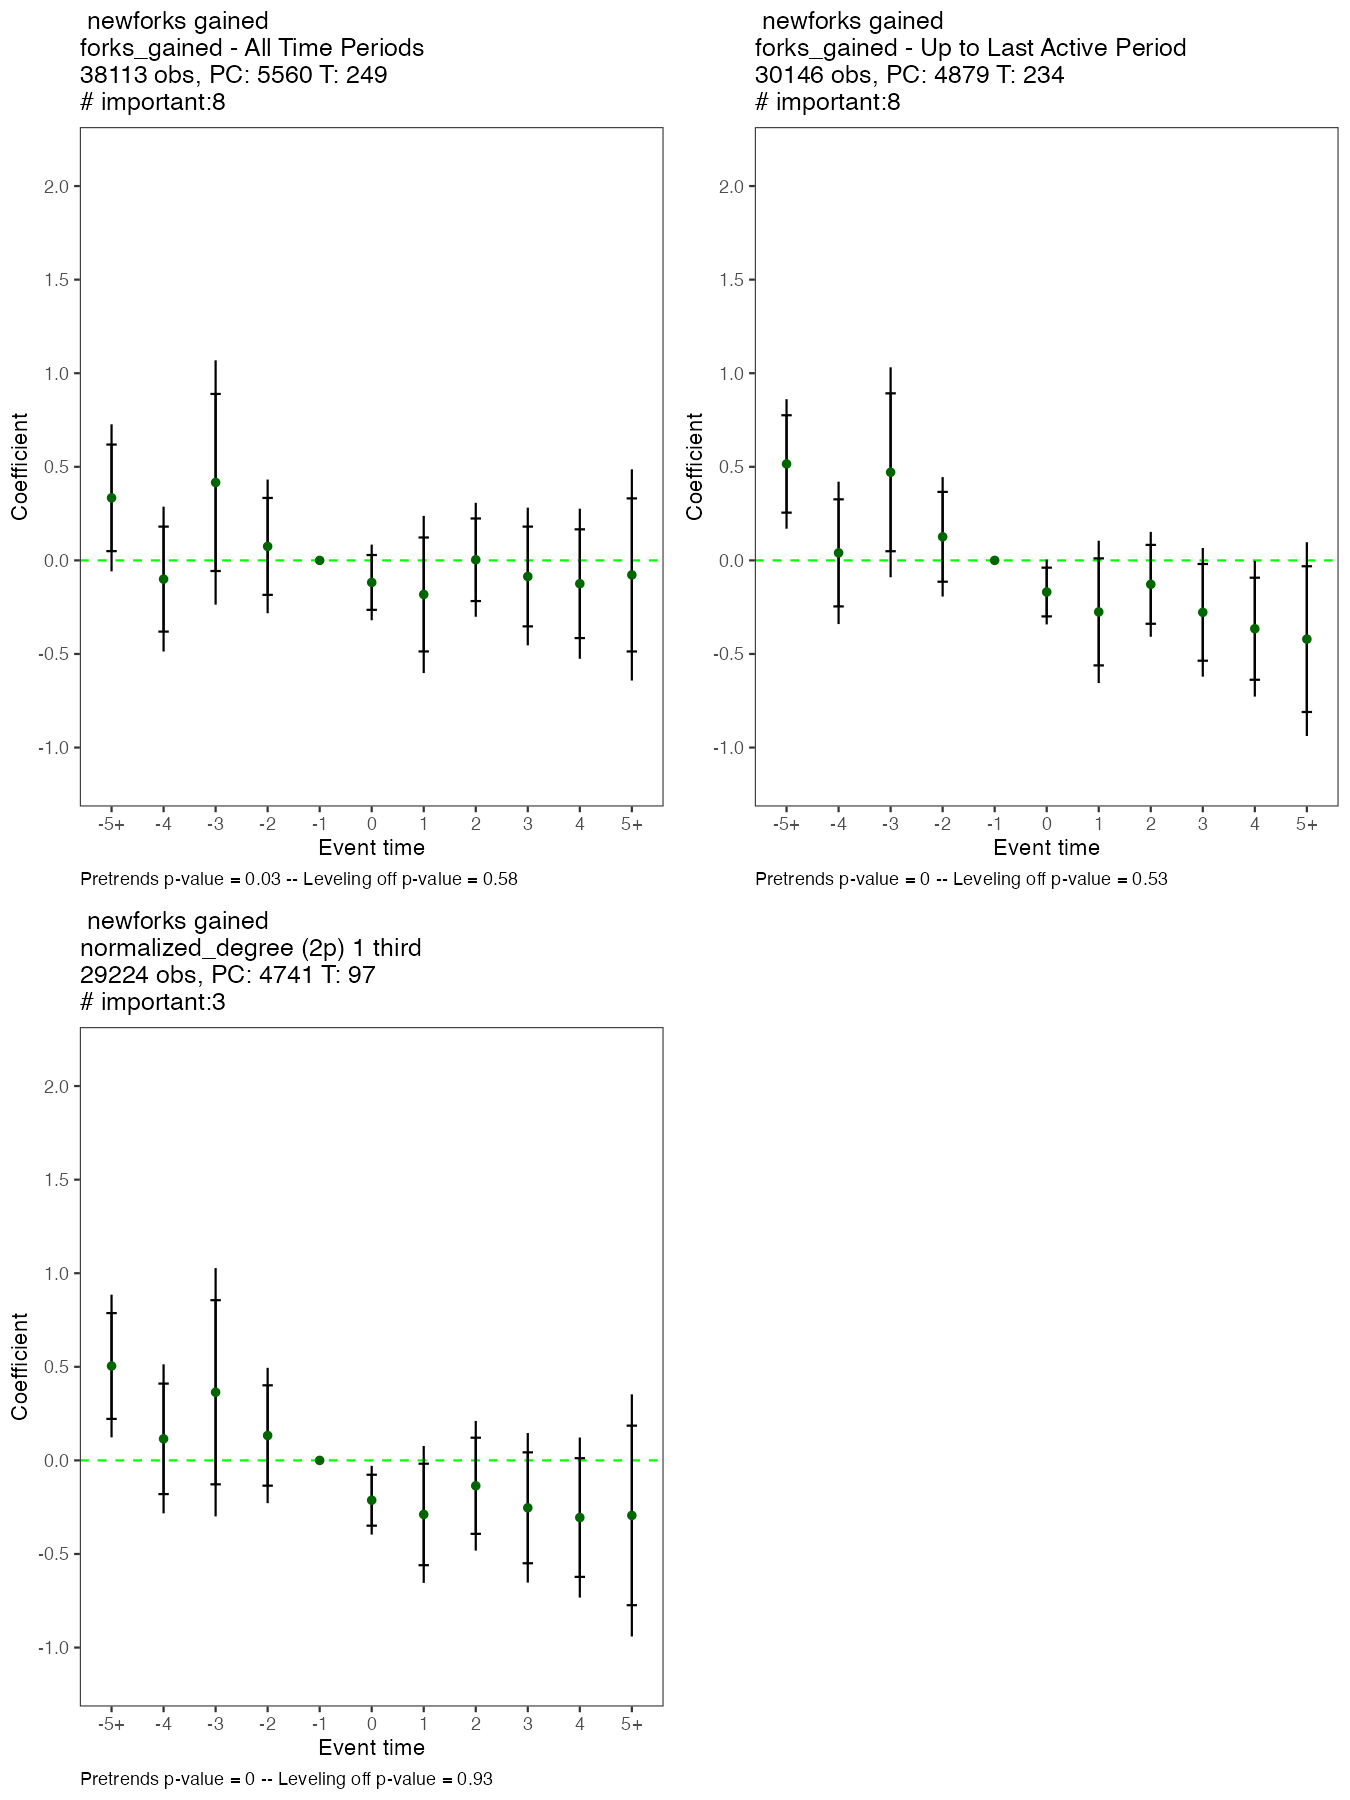 newforks gained
forks_gained - All Time Periods
38113 obs, PC: 5560 T: 249
# important:8
2.0
1.5
1.0
0.5
0.0
-0.5
-1.0
Coefficient
-5+ -4 -3 -2 -1 0 1 2 3 4 5+
Event time
Pretrends p-value = 0.03 -- Leveling off p-value = 0.58
newforks gained
forks_gained - Up to Last Active Period
30146 obs, PC: 4879 T: 234
# important:8
2.0
1.5
1.0
0.5
0.0
-0.5
-1.0
Coefficient
-5+ -4 -3 -2 -1 0 1 2 3 4 5+
Event time
Pretrends p-value = 0 -- Leveling off p-value = 0.53
newforks gained
normalized_degree (2p) 1 third
29224 obs, PC: 4741 T: 97
# important:3
2.0
1.5
1.0
0.5
0.0
-0.5
-1.0
Coefficient
-5+ -4 -3 -2 -1 0 1 2 3 4 5+
Event time
Pretrends p-value = 0 -- Leveling off p-value = 0.93